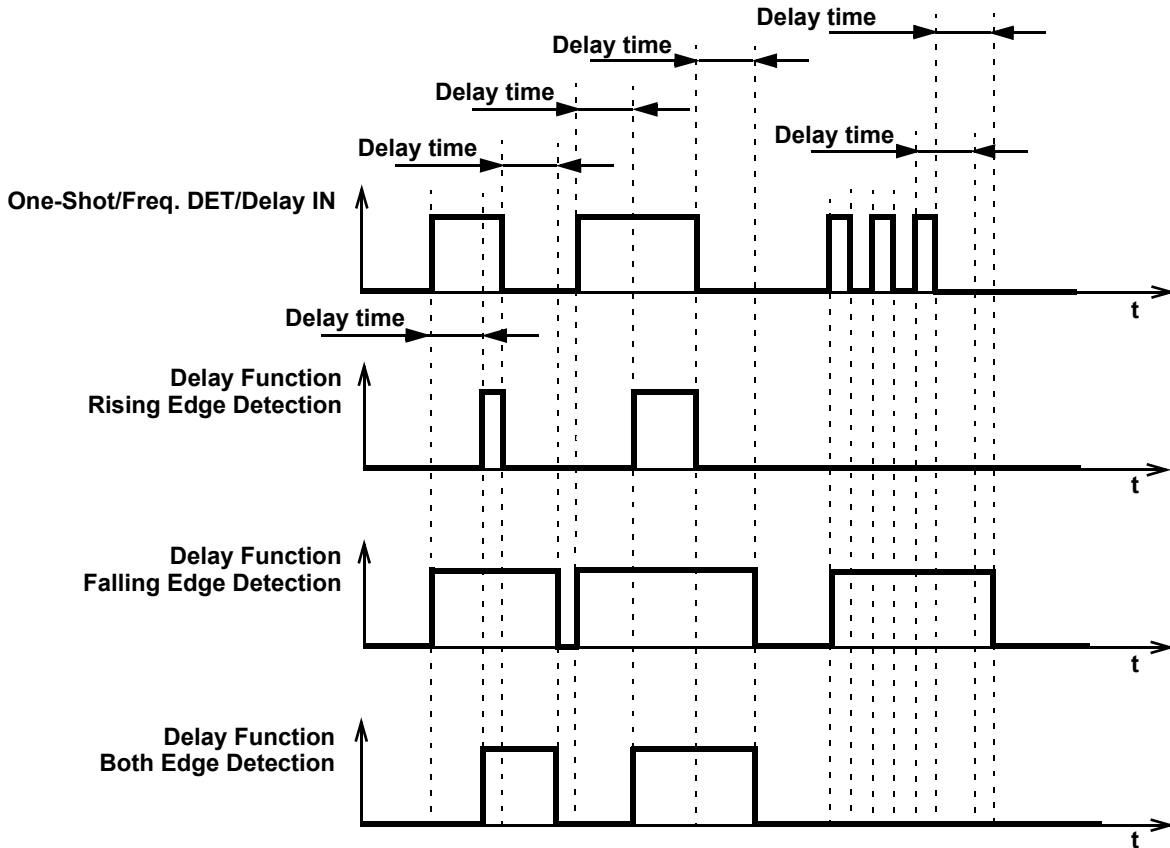 Delay time
Delay time
Delay time
Delay time
Delay time
One-Shot/Freq. DET/Delay IN
t
Delay time
Delay Function
Rising Edge Detection
t
Delay Function
Falling Edge Detection
t
Delay Function
Both Edge Detection
t